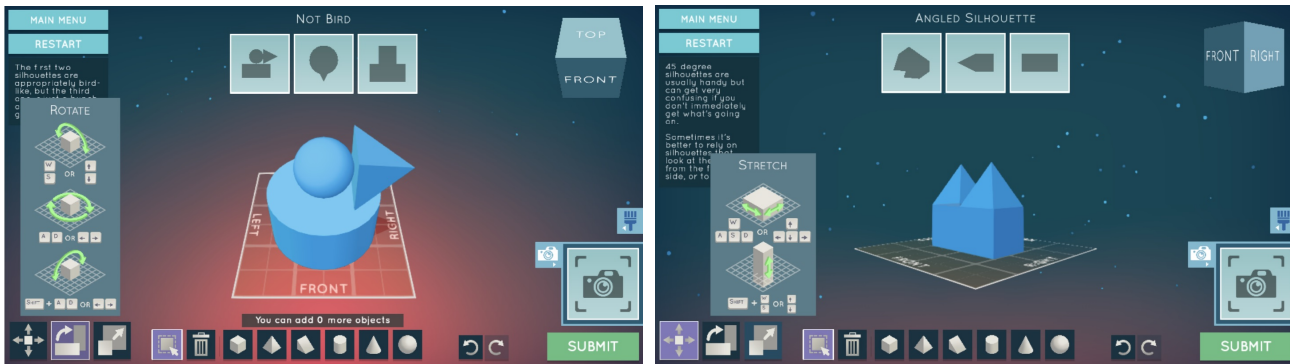 MAIN MENU
RESTART
The first two
silhouettes are
appropriately bird-
like, but the third
ROTATE
W
S
OR
↑
↓
A D OR ← →
SHIFT + A D OR ← →
NOT BIRD
TOP
FRONT
LEFT
RIGHT
FRONT
You can add 0 more objects
SUBMIT
MAIN MENU
RESTART
45 degree
silhouettes are
usually handy but
can get very
confusing if you
don't immediately
get what's going
on.
Sometimes it's
better to rely on
silhouettes that
look at the
from the f
side, or to
STRETCH
W
A S D
OR
↑
← ↓ →
SHIFT + W
S
OR
↑
↓
ANGLED SILHOUETTE
FRONT
RIGHT
FRONT
RIGHT
SUBMIT